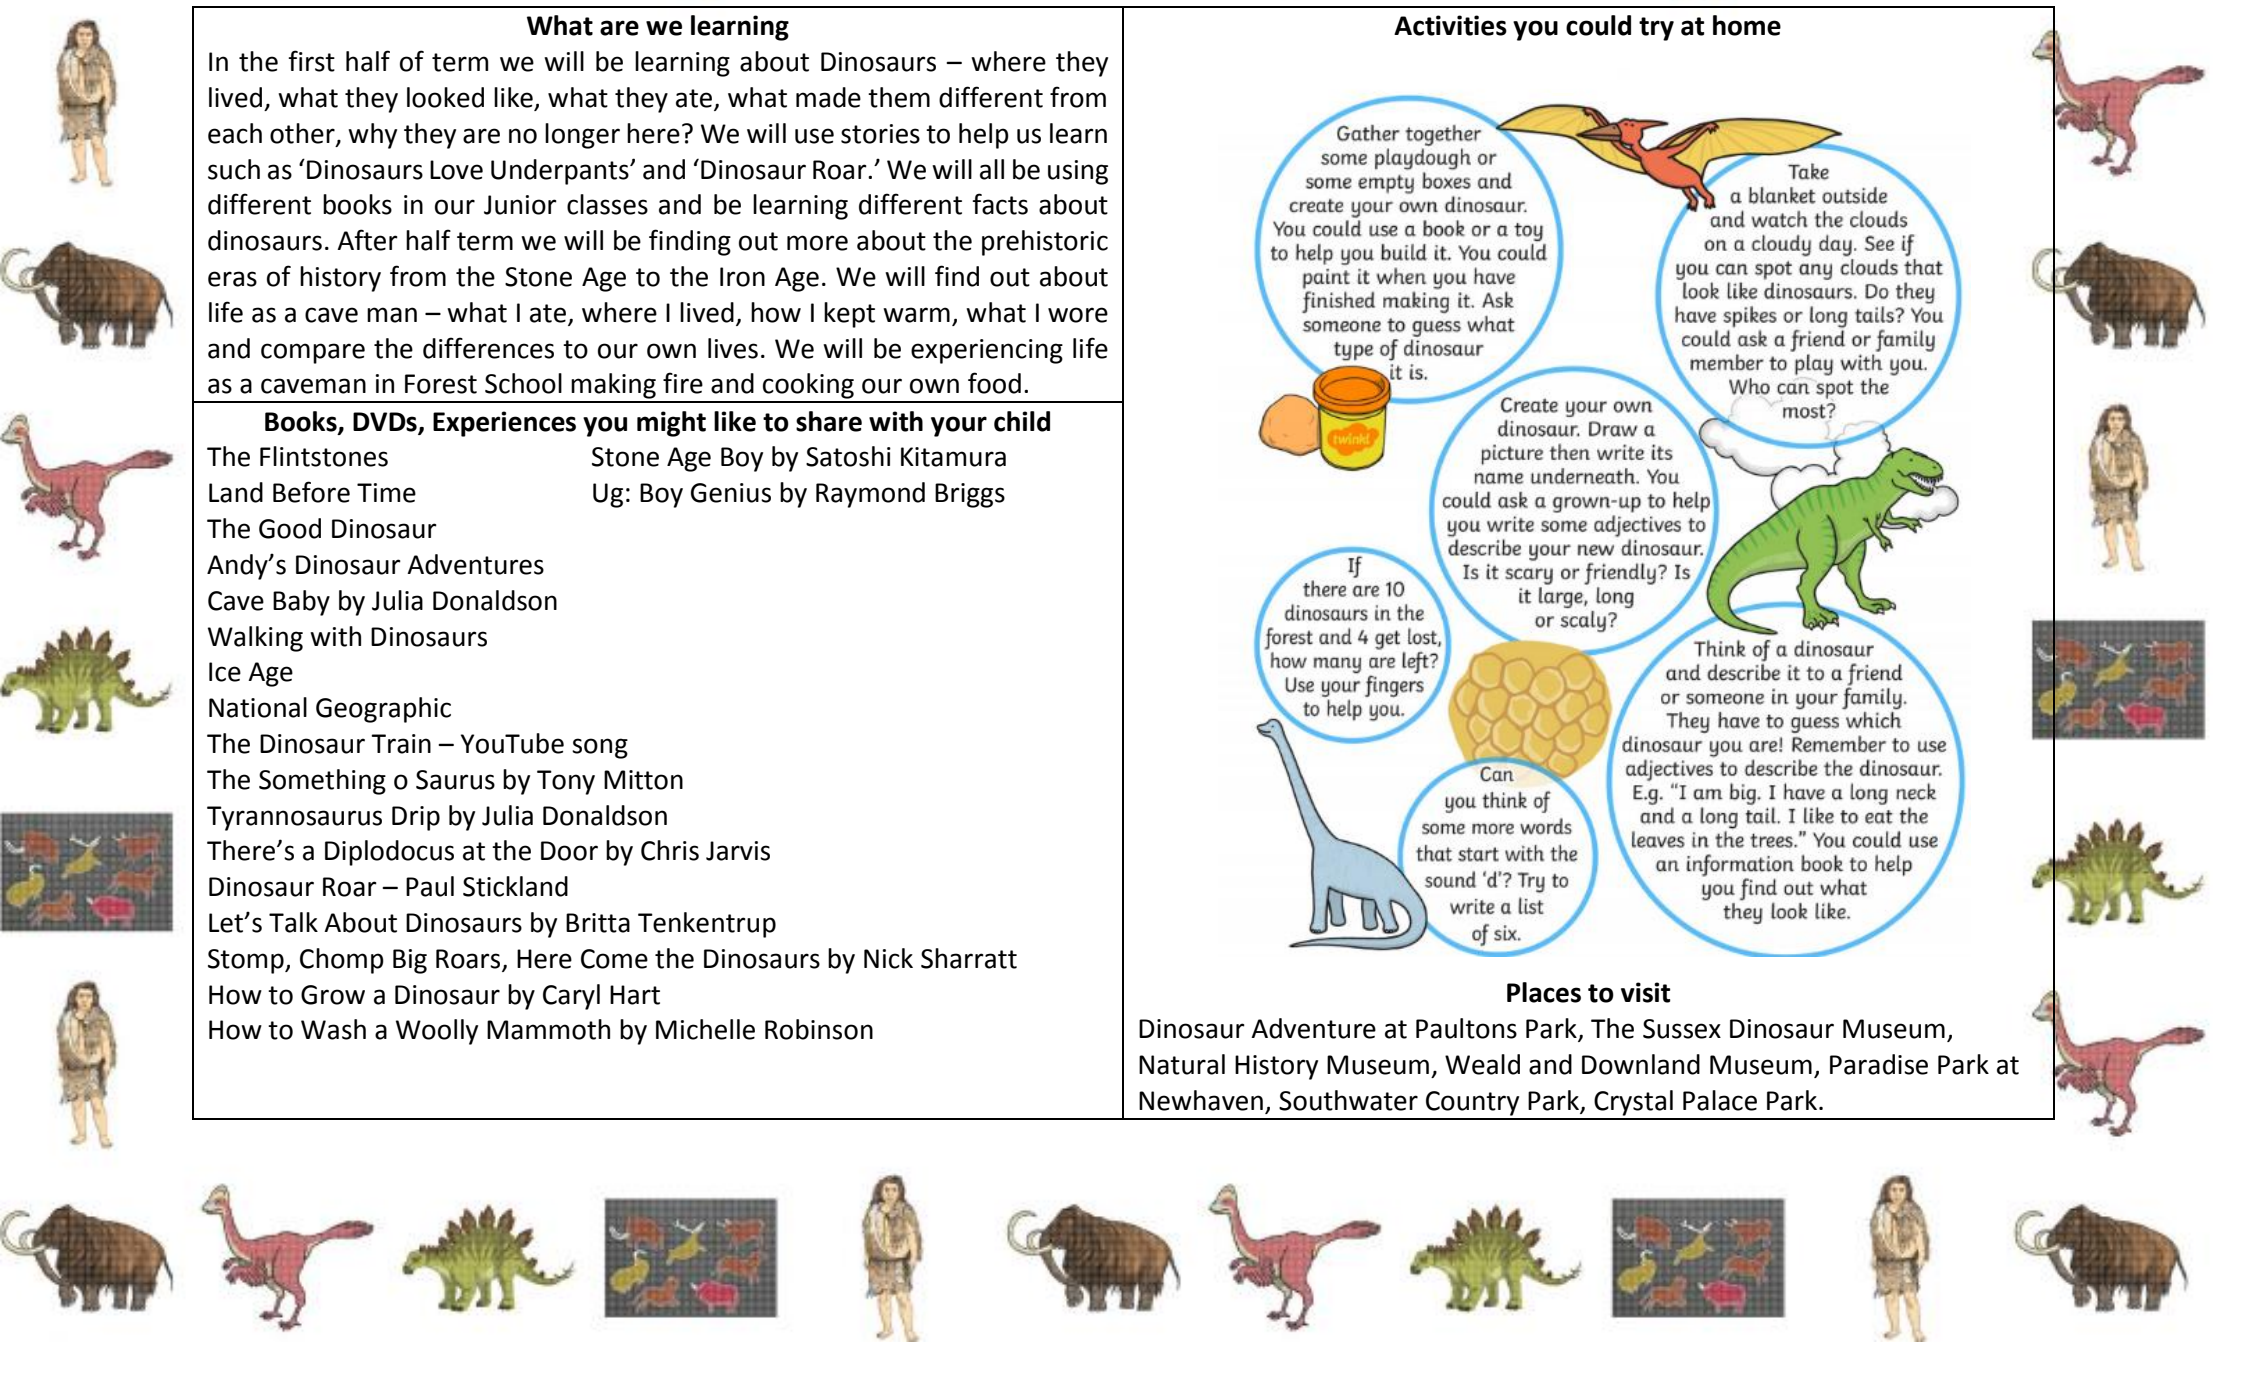 What are we learning
In the first half of term we will be learning about Dinosaurs – where they
lived, what they looked like, what they ate, what made them different from
each other, why they are no longer here? We will use stories to help us learn
such as ‘Dinosaurs Love Underpants’ and ‘Dinosaur Roar.’ We will all be using
different books in our Junior classes and be learning different facts about
dinosaurs. After half term we will be finding out more about the prehistoric
eras of history from the Stone Age to the Iron Age. We will find out about
life as a cave man – what I ate, where I lived, how I kept warm, what I wore
and compare the differences to our own lives. We will be experiencing life
as a caveman in Forest School making fire and cooking our own food.
Books, DVDs, Experiences you might like to share with your child
The Flintstones Stone Age Boy by Satoshi Kitamura
Land Before Time Ug: Boy Genius by Raymond Briggs
The Good Dinosaur
Andy’s Dinosaur Adventures
Cave Baby by Julia Donaldson
Walking with Dinosaurs
Ice Age
National Geographic
The Dinosaur Train – YouTube song
The Something o Saurus by Tony Mitton
Tyrannosaurus Drip by Julia Donaldson
There’s a Diplodocus at the Door by Chris Jarvis
Dinosaur Roar – Paul Stickland
Let’s Talk About Dinosaurs by Britta Tenkentrup
Stomp, Chomp Big Roars, Here Come the Dinosaurs by Nick Sharratt
How to Grow a Dinosaur by Caryl Hart
How to Wash a Woolly Mammoth by Michelle Robinson
Activities you could try at home
Gather together
some playdough or
some empty boxes and
create your own dinosaur.
You could use a book or a toy
to help you build it. You could
paint it when you have
finished making it. Ask
someone to guess what
type of dinosaur
it is.
twinkl
Take
a blanket outside
and watch the clouds
on a cloudy day. See if
you can spot any clouds that
look like dinosaurs. Do they
have spikes or long tails? You
could ask a friend or family
member to play with you.
Who can spot the
most?
Create your own
dinosaur. Draw a
picture then write its
name underneath. You
could ask a grown-up to help
you write some adjectives to
describe your new dinosaur.
Is it scary or friendly? Is
it large, long
or scaly?
If
there are 10
dinosaurs in the
forest and 4 get lost,
how many are left?
Use your fingers
to help you.
Think of a dinosaur
and describe it to a friend
or someone in your family.
They have to guess which
dinosaur you are! Remember to use
adjectives to describe the dinosaur.
E.g. “I am big. I have a long neck
and a long tail. I like to eat the
leaves in the trees.” You could use
an information book to help
you find out what
they look like.
Can
you think of
some more words
that start with the
sound ‘d’? Try to
write a list
of six.
Places to visit
Dinosaur Adventure at Paultons Park, The Sussex Dinosaur Museum,
Natural History Museum, Weald and Downland Museum, Paradise Park at
Newhaven, Southwater Country Park, Crystal Palace Park.